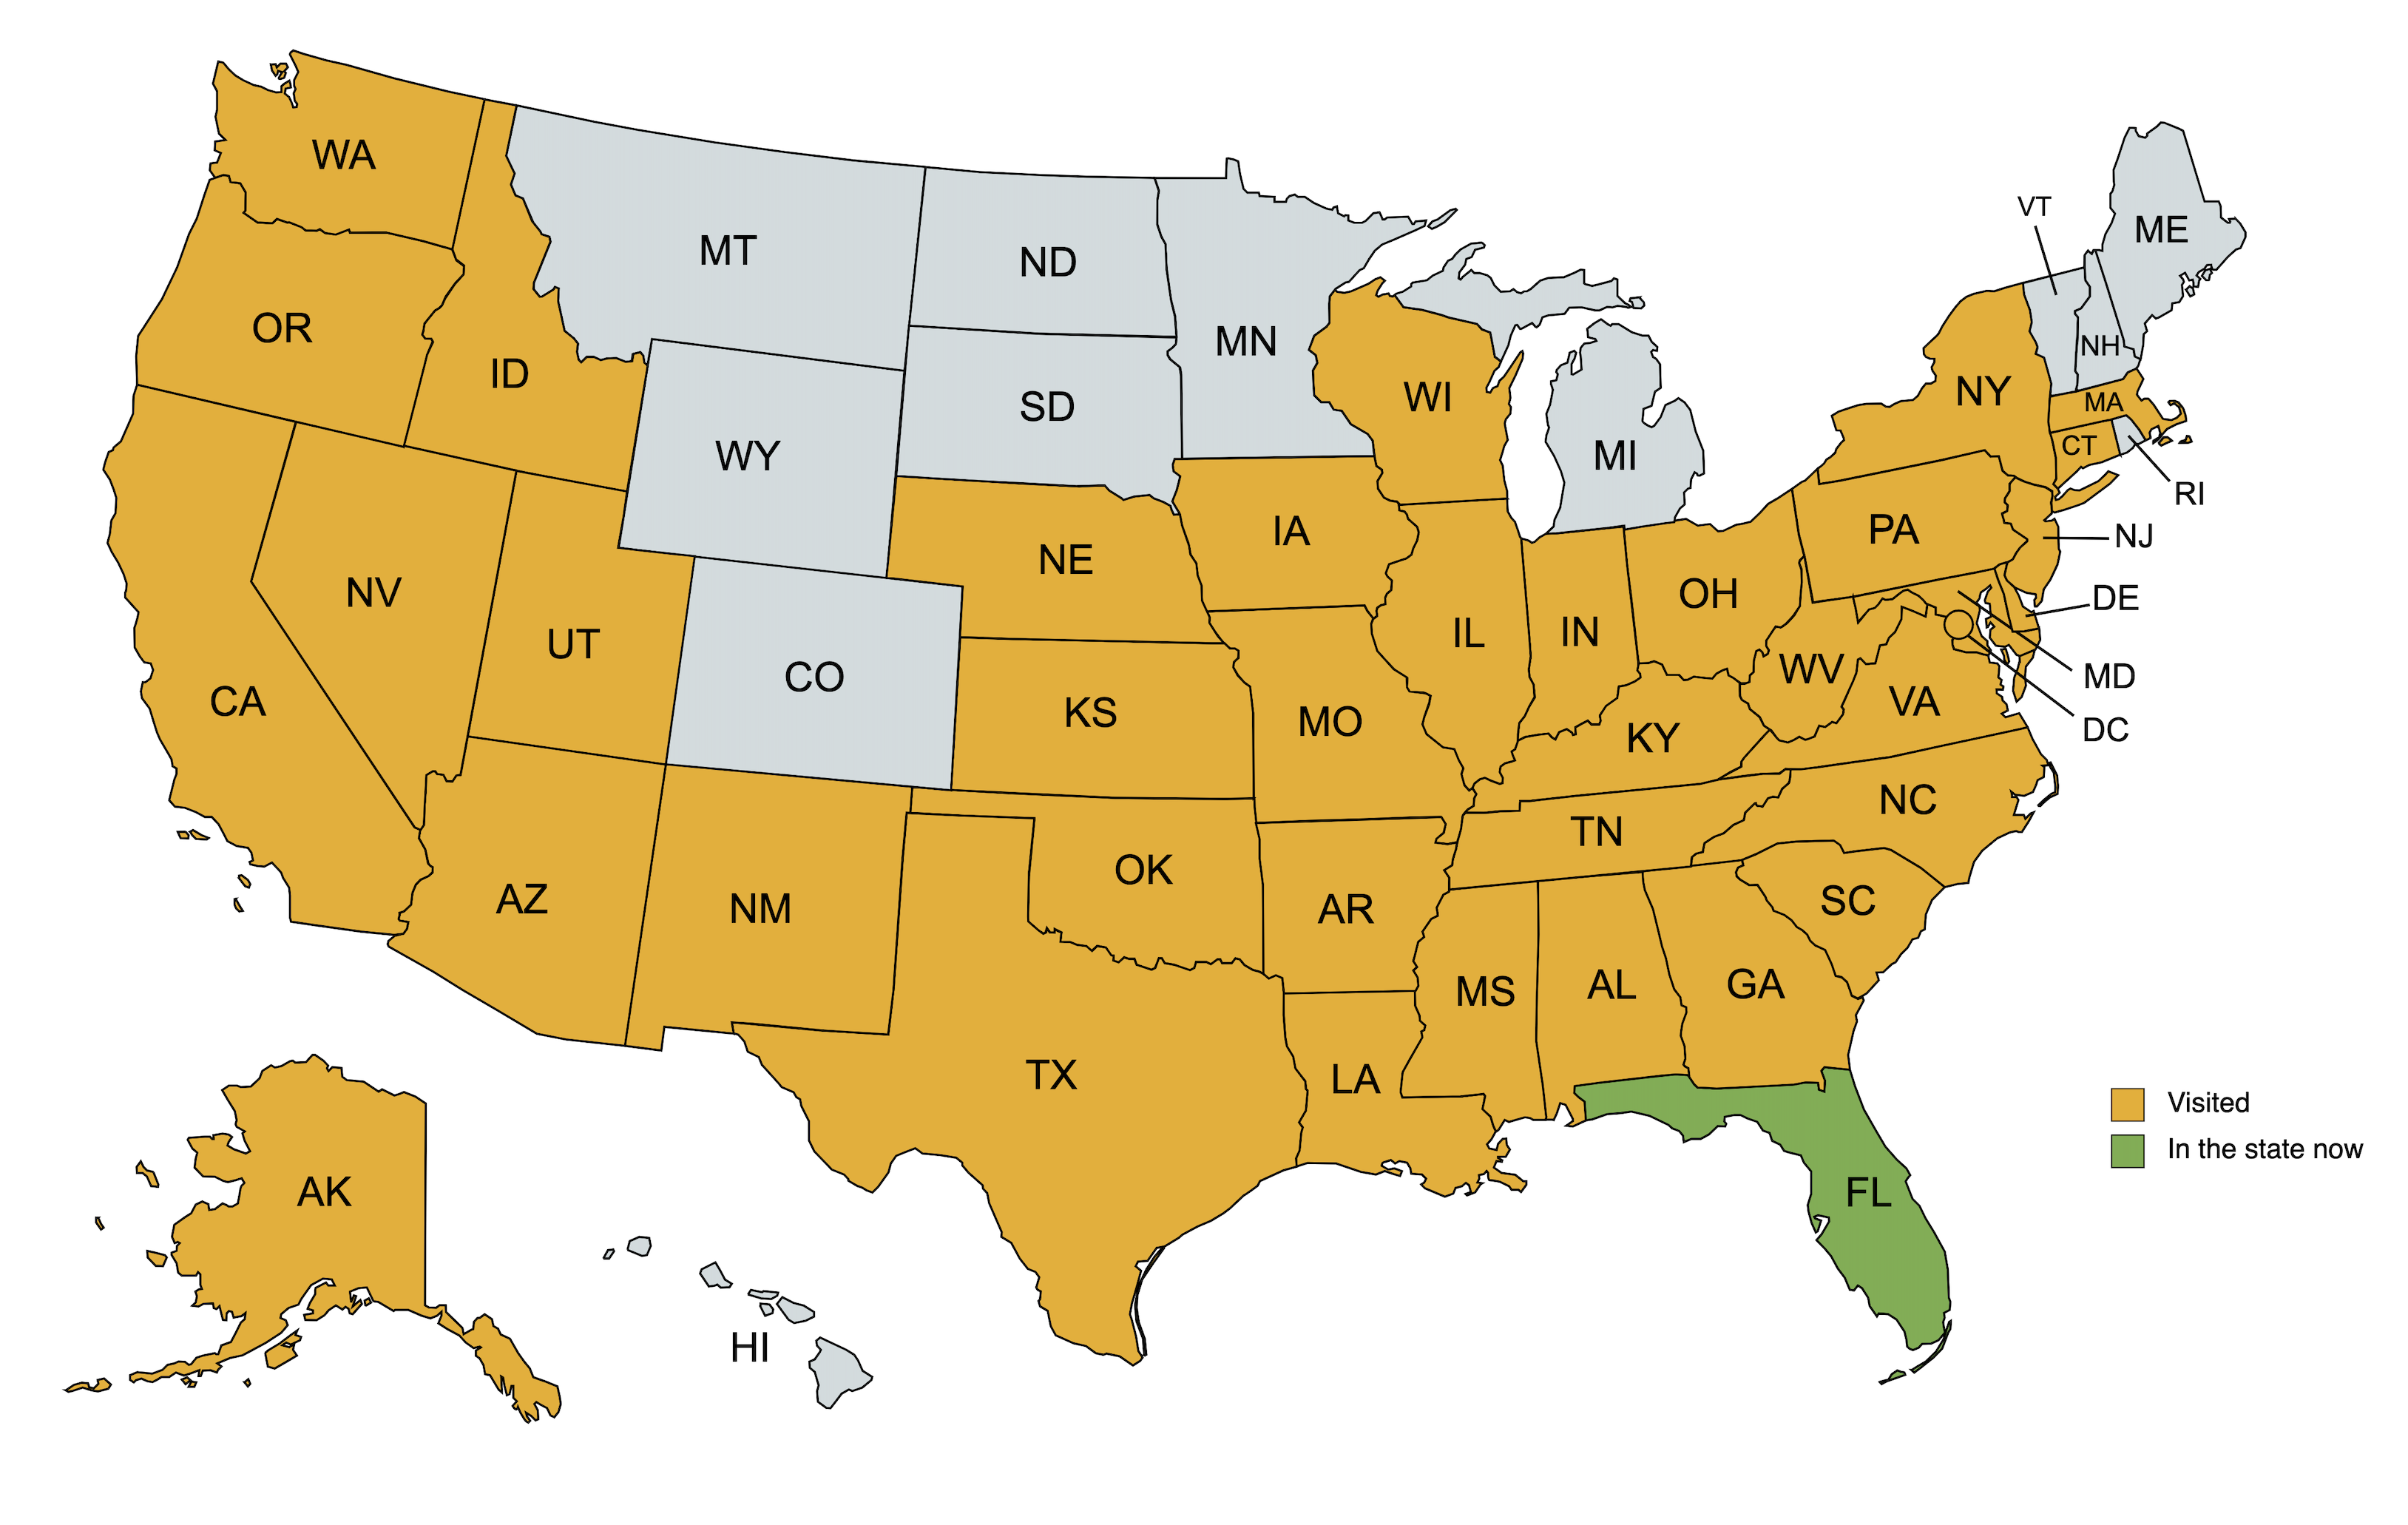 WA
MT
ND
MN
VT
ME
OR
ID
WY
SD
WI
MI
NY
NH
MA
CT
RI
NV
UT
CO
NE
IA
IL
IN
OH
PA
NJ
DE
MD
DC
CA
KS
MO
KY
WV
VA
NC
AZ
NM
OK
AR
TN
SC
TX
LA
MS
AL
GA
FL
AK
HI
Visited
In the state now